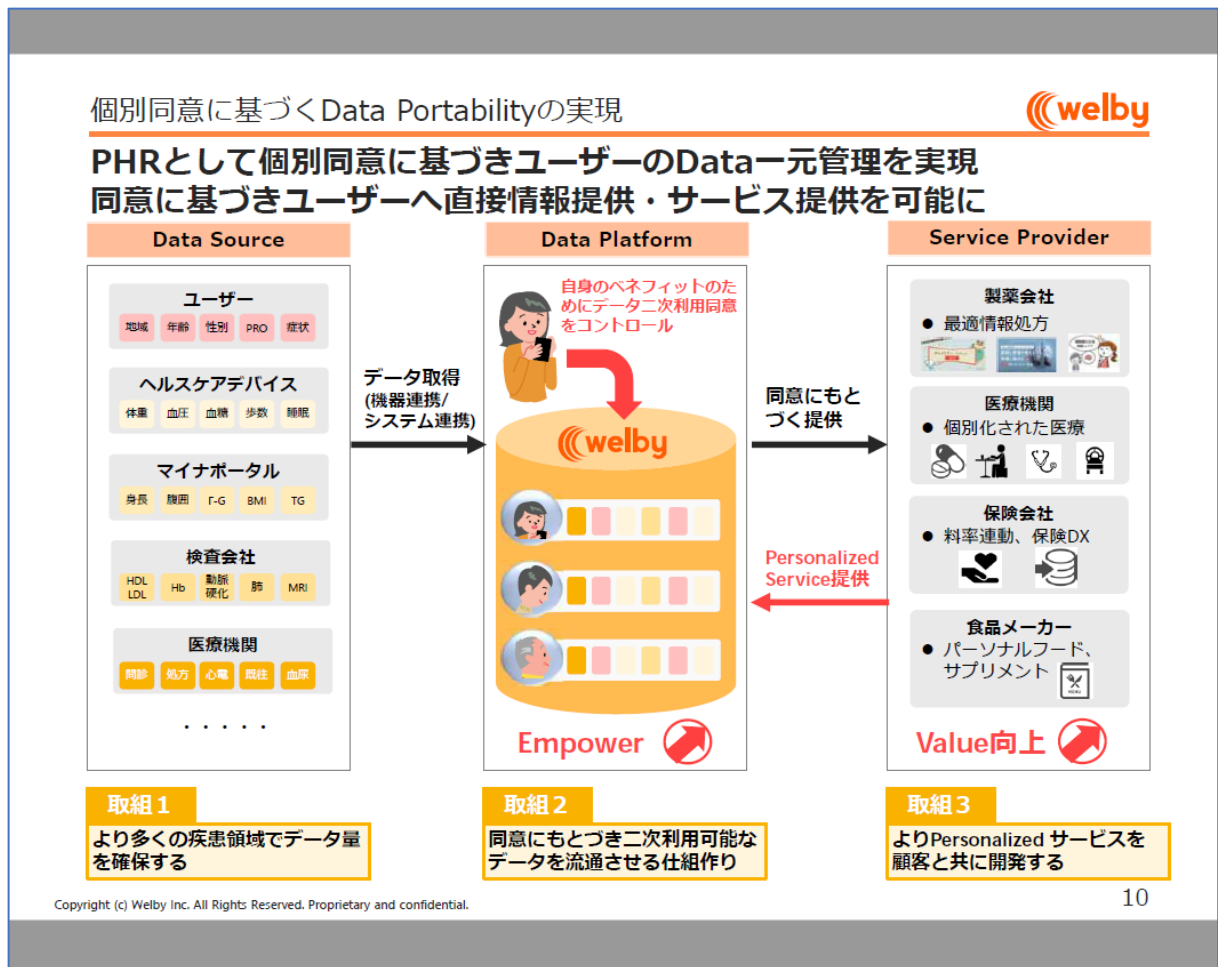 個別同意に基づくData Portabilityの実現
welby
PHRとして個別同意に基づきユーザーのData一元管理を実現
同意に基づきユーザーへ直接情報提供・サービス提供を可能に
Data Source
ユーザー
地域 年齢 性別 PRO 症状
ヘルスケアデバイス
体重 血圧 血糖 歩数 睡眠
マイナポータル
身長 腹囲 Γ-G BMI TG
検査会社
HDL
LDL
Hb
動脈
硬化
肺
MRI
医療機関
問診 処方 心電 既往 血尿
・・・・・
データ取得
(機器連携/
システム連携)
Data Platform
自身のベネフィットのた
めにデータ二次利用同意
をコントロール
welby
Empower
同意にもと
づく提供
Personalized
Service提供
Service Provider
製薬会社
● 最適情報処方
医療機関
● 個別化された医療
保険会社
● 料率連動、保険DX
食品メーカー
● パーソナルフード、
サプリメント
MENU
Value向上
取組1
より多くの疾患領域でデータ量
を確保する
取組2
同意にもとづき二次利用可能な
データを流通させる仕組作り
取組3
よりPersonalized サービスを
顧客と共に開発する
Copyright (c) Welby Inc. All Rights Reserved. Proprietary and confidential.
10